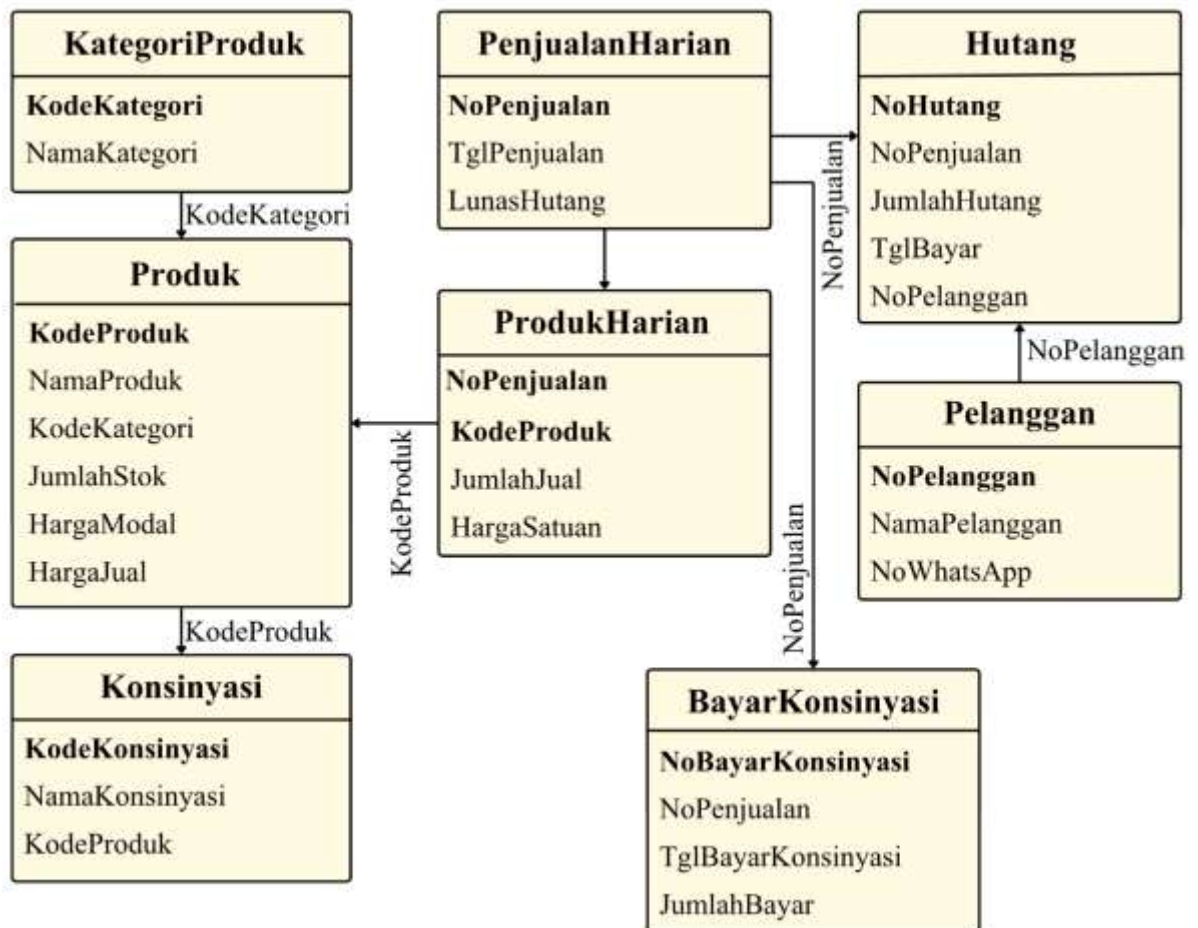 KategoriProduk
KodeKategori
NamaKategori
KodeKategori
Produk
KodeProduk
NamaProduk
KodeKategori
JumlahStok
HargaModal
HargaJual
KodeProduk
Konsinyasi
KodeKonsinyasi
NamaKonsinyasi
KodeProduk
PenjualanHarian
NoPenjualan
TglPenjualan
LunasHutang
ProdukHarian
NoPenjualan
KodeProduk
JumlahJual
HargaSatuan
KodeProduk
NoPenjualan
NoPenjualan
Hutang
NoHutang
NoPenjualan
JumlahHutang
TglBayar
NoPelanggan
NoPelanggan
Pelanggan
NoPelanggan
NamaPelanggan
NoWhatsApp
BayarKonsinyasi
NoBayarKonsinyasi
NoPenjualan
TglBayarKonsinyasi
JumlahBayar